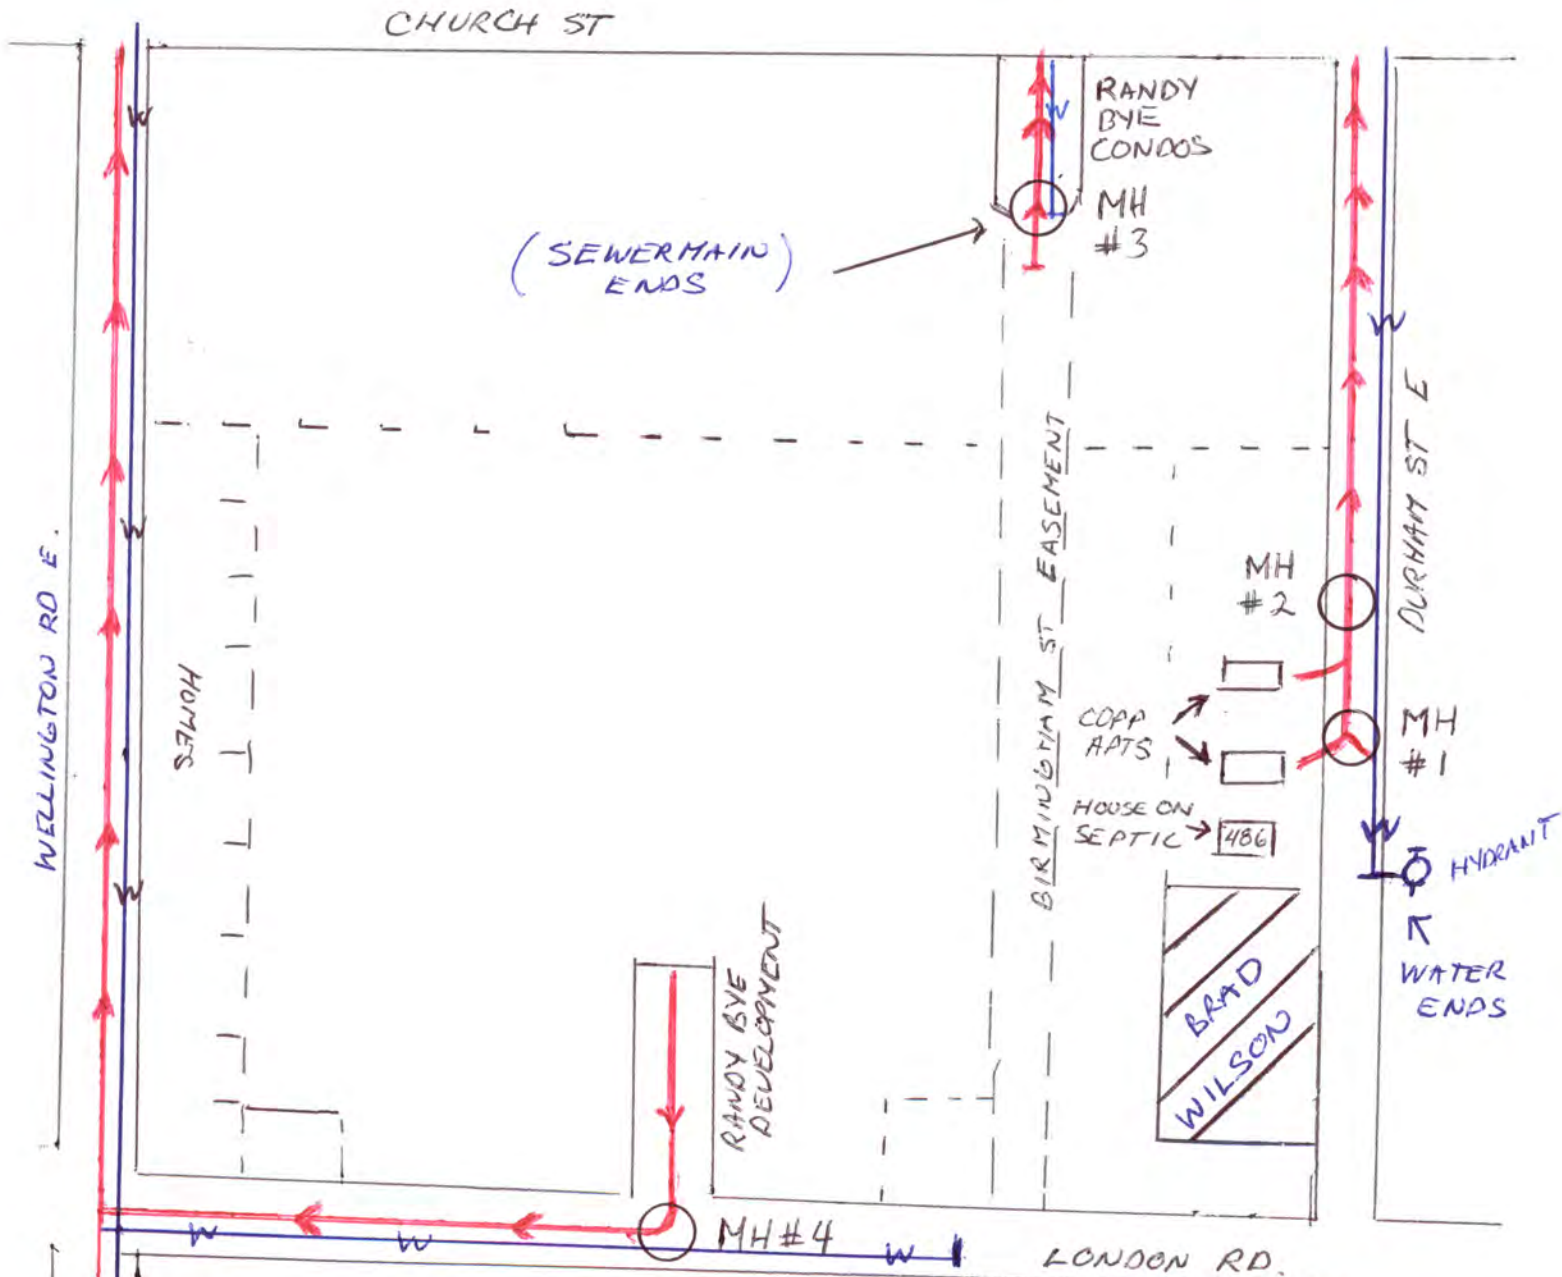 CHURCH ST
RANDY
BYE
CONDOS
W
W
MH
#3
(SEWERMAIN
ENDS)
W
DURHAM ST E
BIRMINGHAM ST EASEMENT
WELLINGTON RD E.
W
MH
#2
HOMES
COPP
APTS
MH
#1
HOUSE ON
SEPTIC
486
W
HYDRANT
W
WATER
ENDS
BRAD
WILSON
RANDY BYE
DEVELOPMENT
MH#4
W
W
W
LONDON RD.